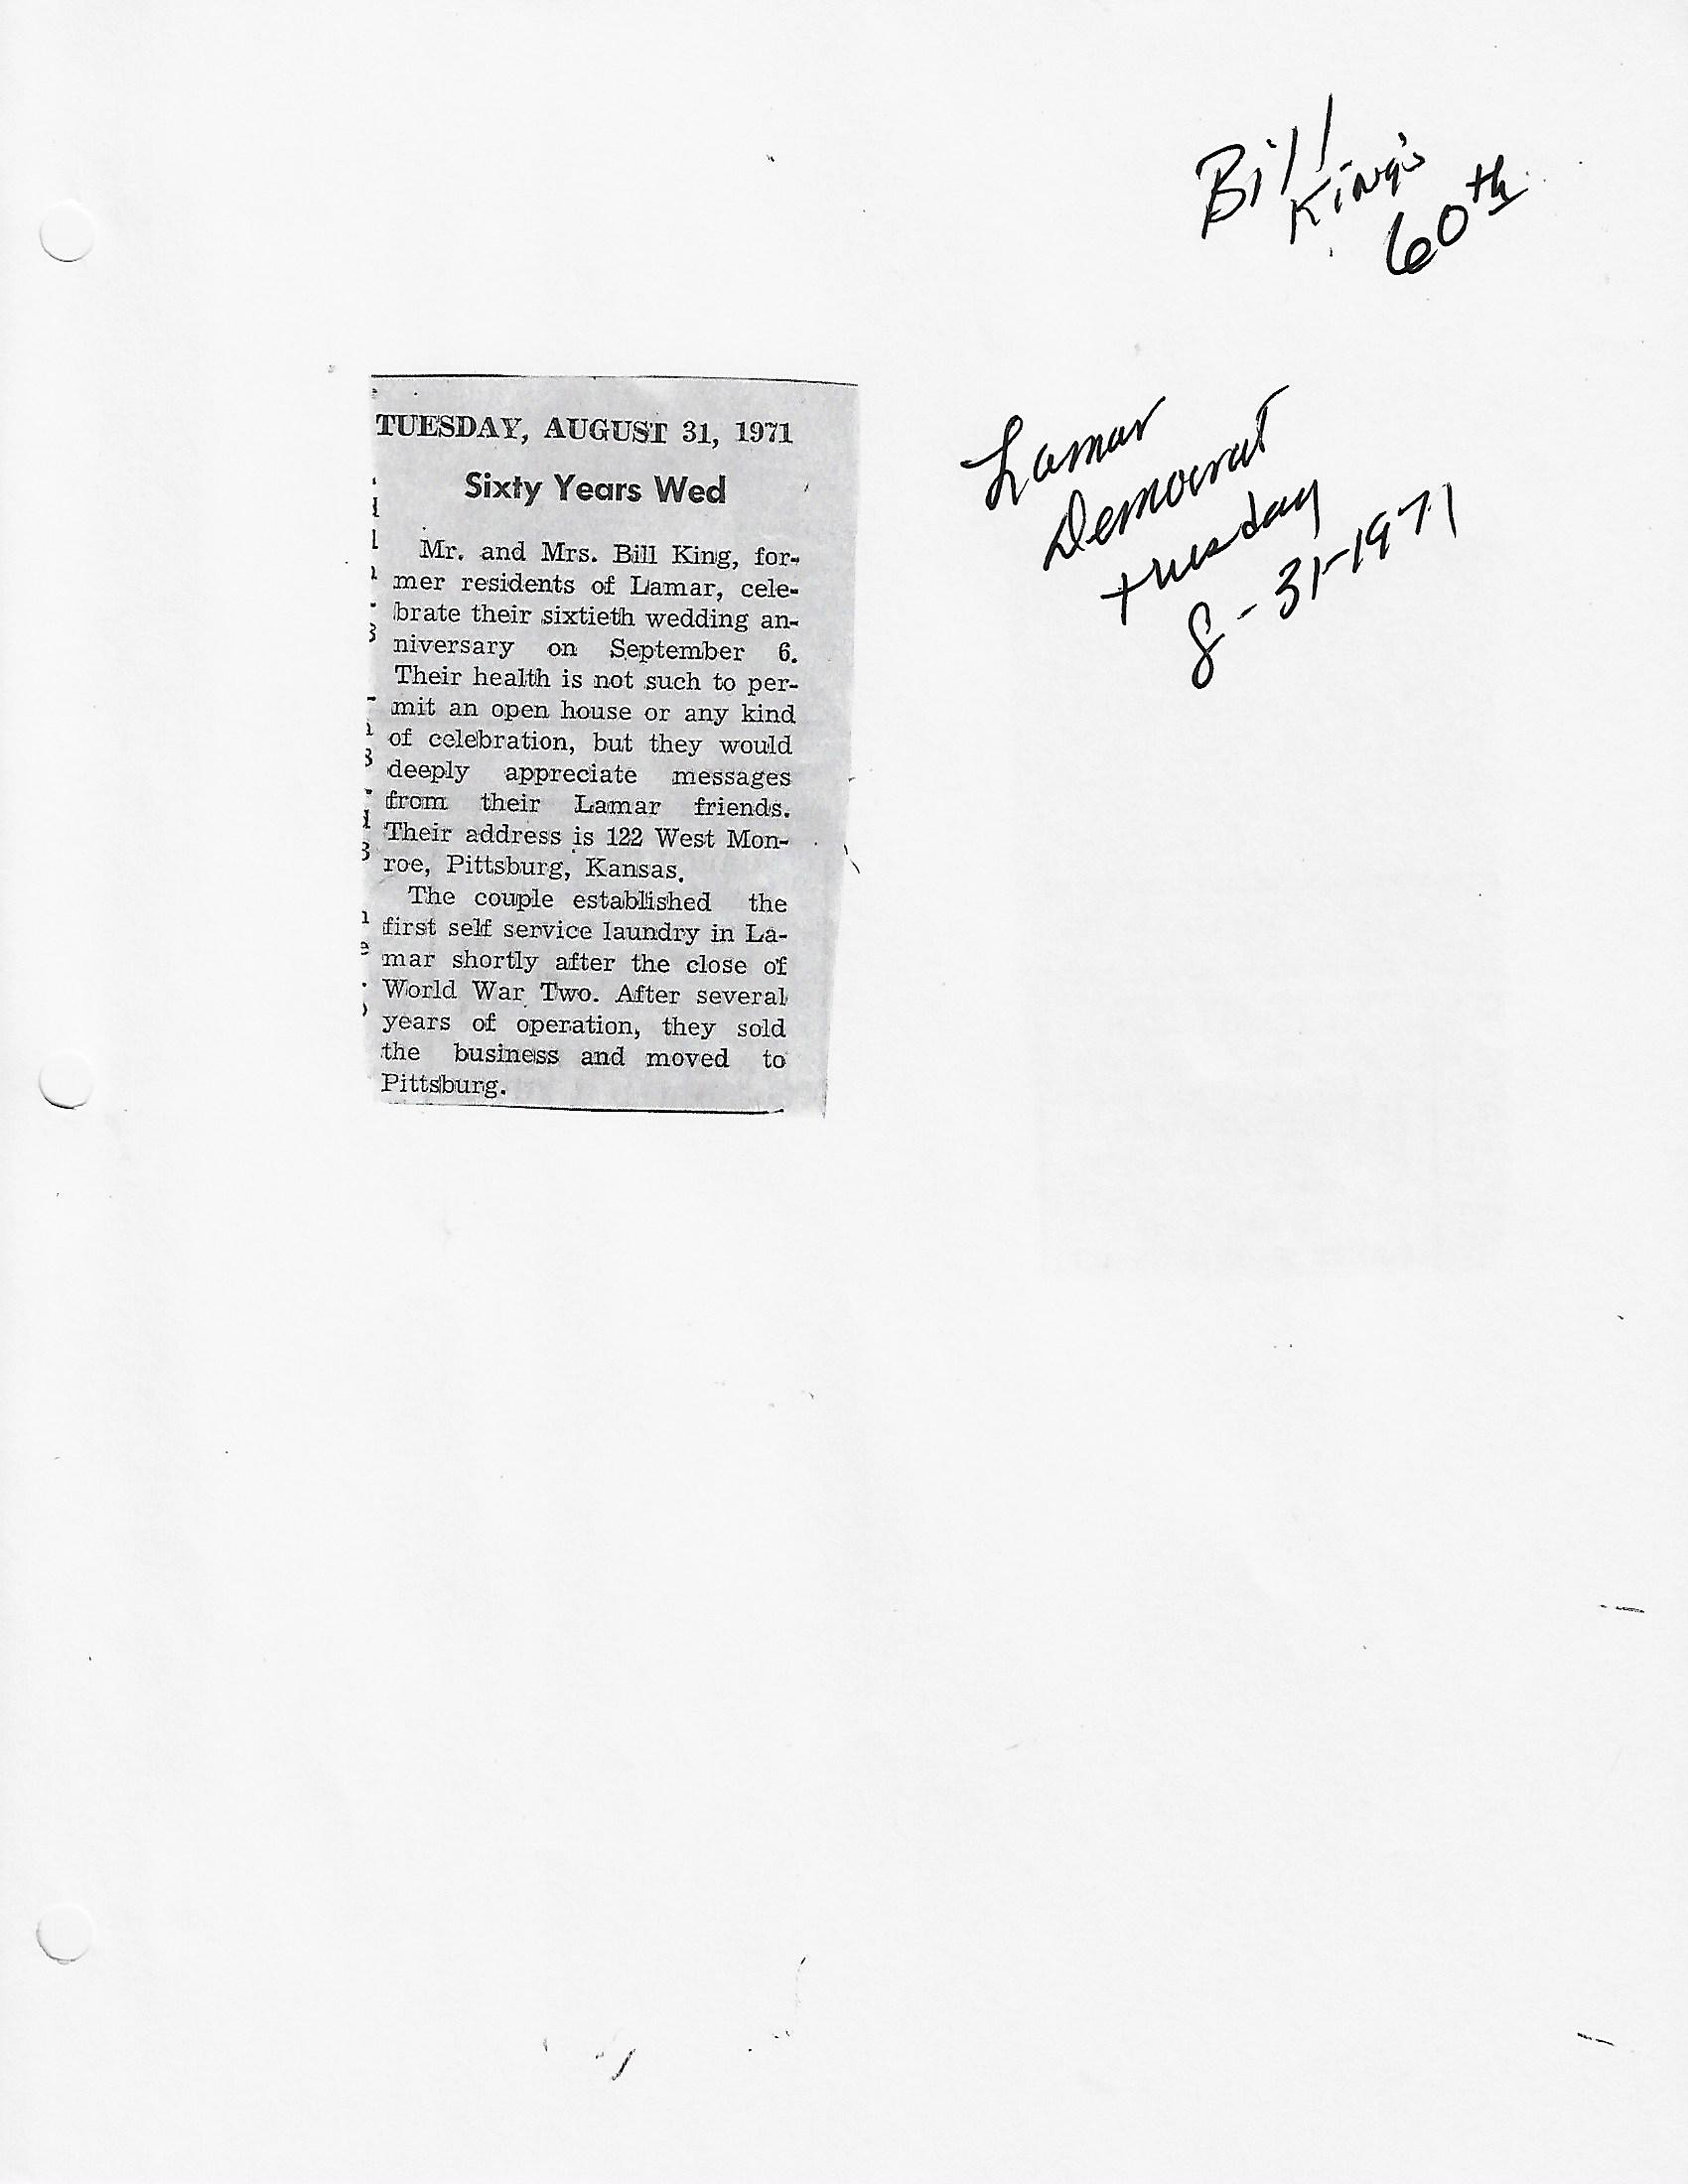 Bill
King's
60th
Lamar
Democrat
Tuesday
8-31-1971
TUESDAY, AUGUST 31, 1971
Sixty Years Wed
Mr. and Mrs. Bill King, for-
mer residents of Lamar, cele-
brate their sixtieth wedding an-
niversary on September 6.
Their health is not such to per-
mit an open house or any kind
of celebration, but they would
deeply appreciate messages
from their Lamar friends.
Their address is 122 West Mon-
roe, Pittsburg, Kansas.
The couple established the
first self service laundry in La-
mar shortly after the close of
World War Two. After several
years of operation, they sold
the business and moved to
Pittsburg.